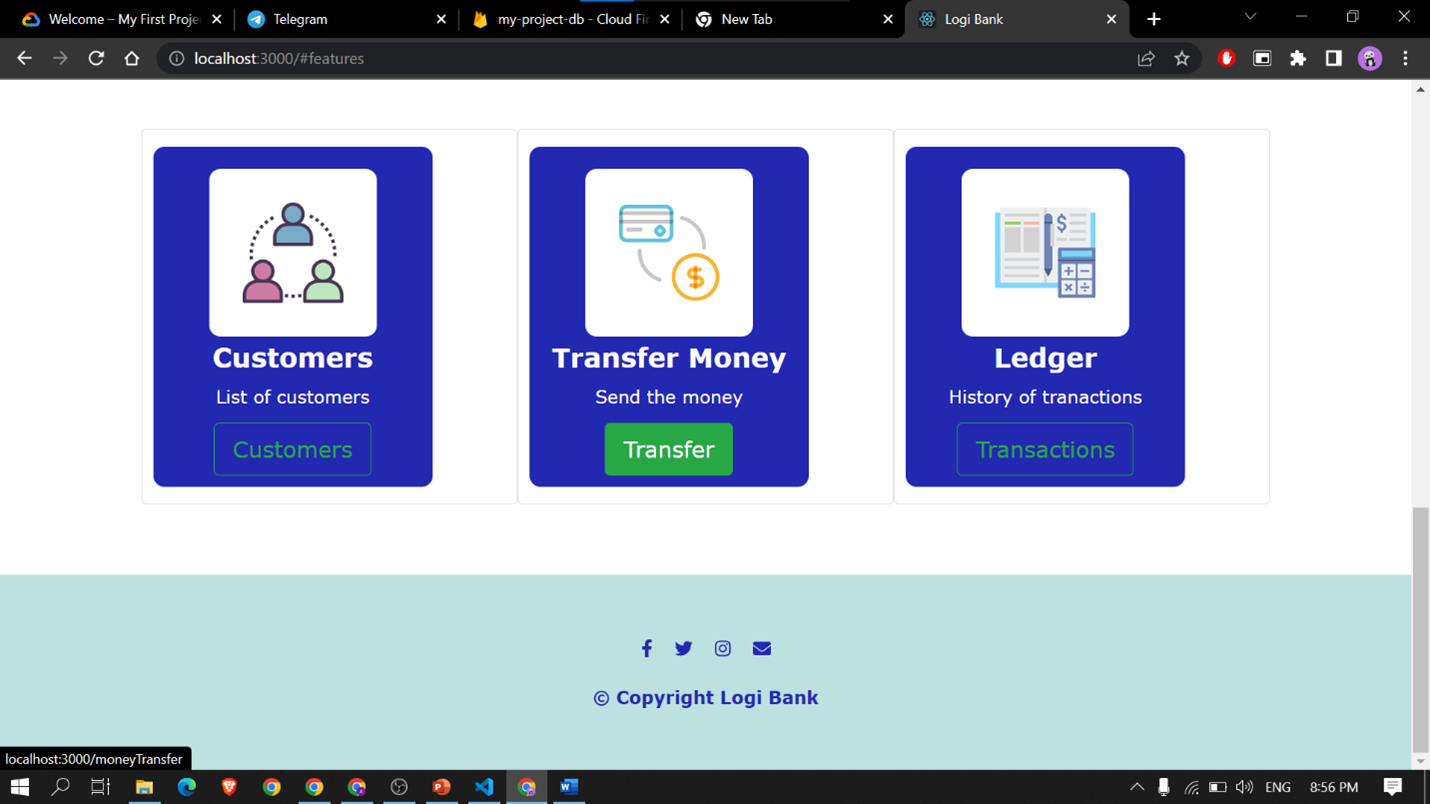 Welcome – My First Proje
Telegram
my-project-db - Cloud Fir
New Tab
Logi Bank
localhost:3000/#features
Customers
List of customers
Customers
Transfer Money
Send the money
Transfer
Ledger
History of tranactions
Transactions
© Copyright Logi Bank
localhost:3000/moneyTransfer
ENG
8:56 PM